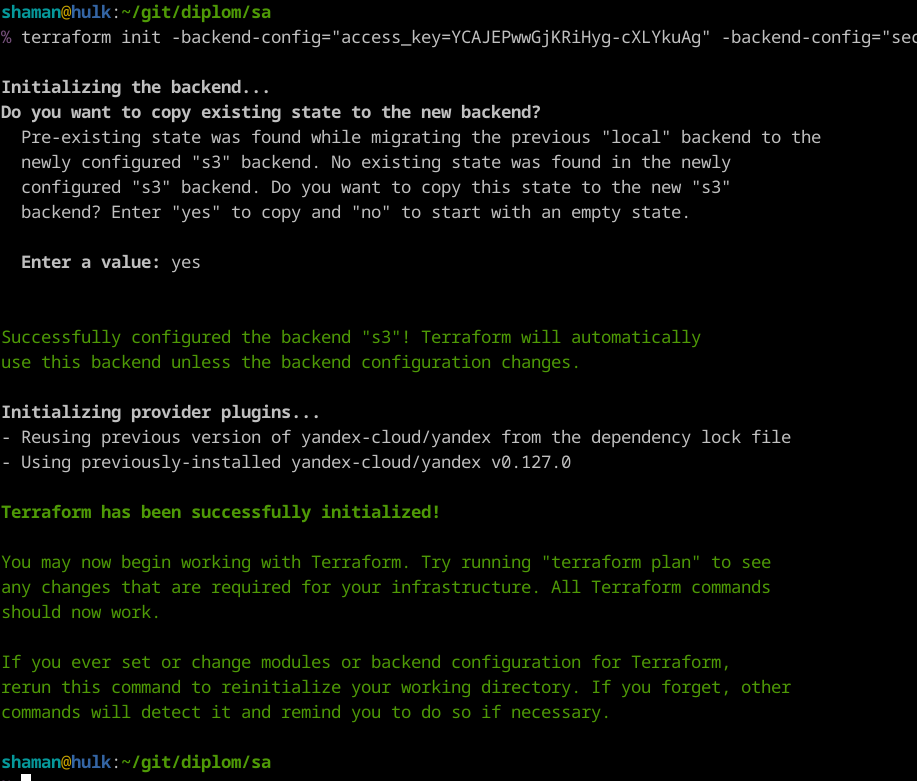 shaman@hulk:~/git/diplom/sa
% terraform init -backend-config="access_key=YCAJEPwwGjKRiHyg-cXLYkuAg" -backend-config="sec
Initializing the backend...
Do you want to copy existing state to the new backend?
Pre-existing state was found while migrating the previous "local" backend to the
newly configured "s3" backend. No existing state was found in the newly
configured "s3" backend. Do you want to copy this state to the new "s3"
backend? Enter "yes" to copy and "no" to start with an empty state.
Enter a value: yes
Successfully configured the backend "s3"! Terraform will automatically
use this backend unless the backend configuration changes.
Initializing provider plugins...
- Reusing previous version of yandex-cloud/yandex from the dependency lock file
- Using previously-installed yandex-cloud/yandex v0.127.0
Terraform has been successfully initialized!
You may now begin working with Terraform. Try running "terraform plan" to see
any changes that are required for your infrastructure. All Terraform commands
should now work.
If you ever set or change modules or backend configuration for Terraform,
rerun this command to reinitialize your working directory. If you forget, other
commands will detect it and remind you to do so if necessary.
shaman@hulk:~/git/diplom/sa